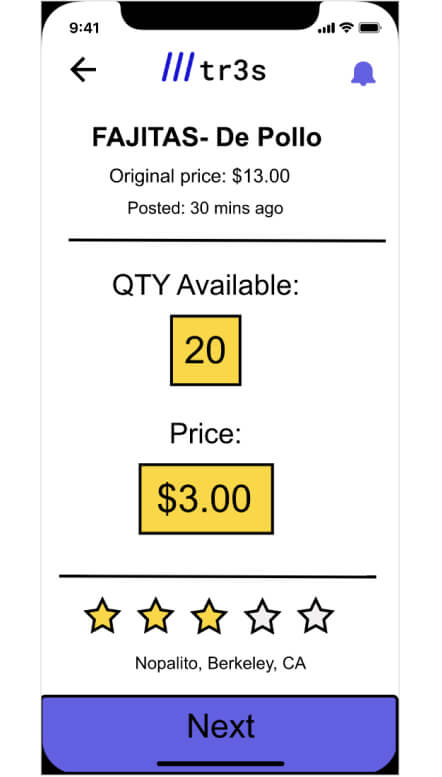 9:41
tr3s
FAJITAS- De Pollo
Original price: $13.00
Posted: 30 mins ago
QTY Available:
20
Price:
$3.00
Nopalito, Berkeley, CA
Next